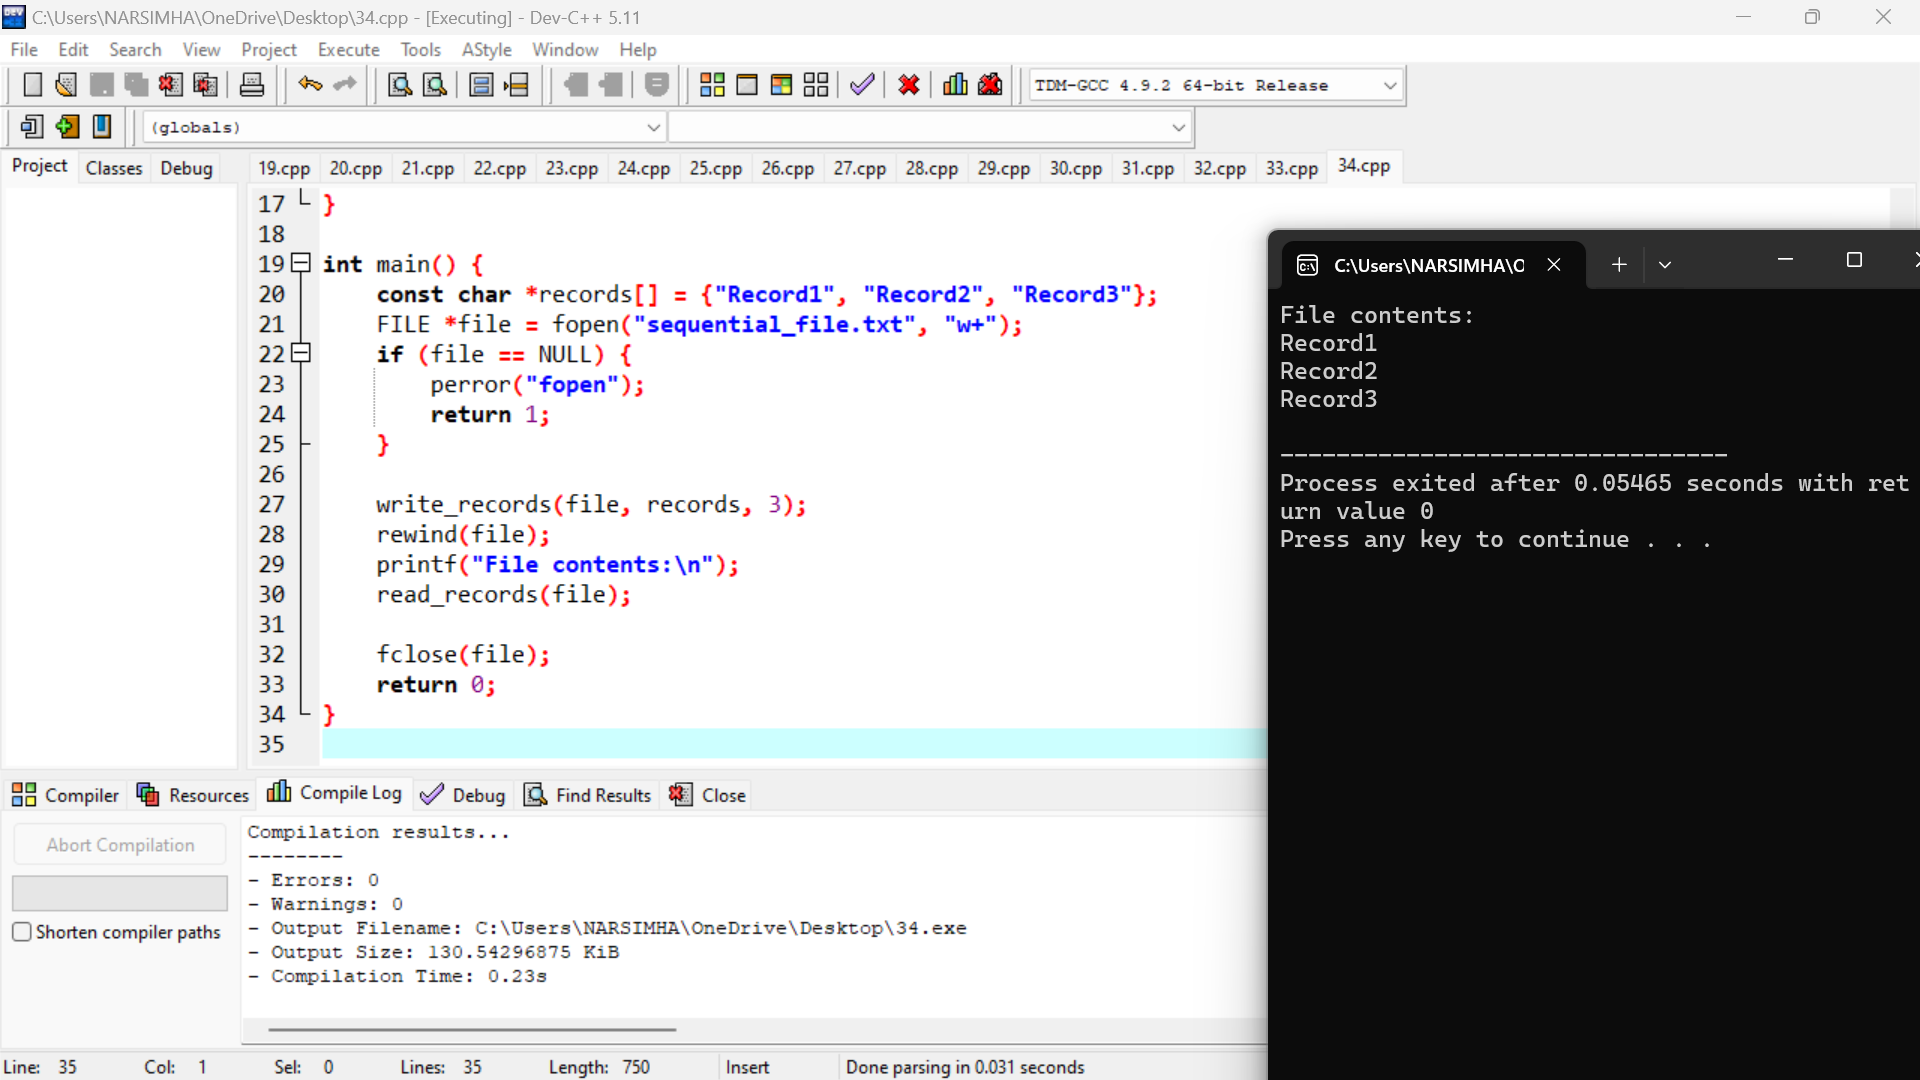 C:\Users\NARSIMHA\OneDrive\Desktop\34.cpp - [Executing] - Dev-C++ 5.11
File Edit Search View Project Execute Tools AStyle Window Help
TDM-GCC 4.9.2 64-bit Release
(globals)
Project Classes Debug
19.cpp 20.cpp 21.cpp 22.cpp 23.cpp 24.cpp 25.cpp 26.cpp 27.cpp 28.cpp 29.cpp 30.cpp 31.cpp 32.cpp 33.cpp 34.cpp
17 }
18
19 int main() {
20 const char *records[] = {"Record1", "Record2", "Record3"};
21 FILE *file = fopen("sequential_file.txt", "w+");
22 if (file == NULL) {
23 perror("fopen");
24 return 1;
25 }
26
27 write_records(file, records, 3);
28 rewind(file);
29 printf("File contents:\n");
30 read_records(file);
31
32 fclose(file);
33 return 0;
34 }
35
C:\Users\NARSIMHA\O
File contents:
Record1
Record2
Record3
--------------------------------
Process exited after 0.05465 seconds with ret
urn value 0
Press any key to continue . . .
Compiler Resources Compile Log Debug Find Results Close
Abort Compilation
Shorten compiler paths
Compilation results...
--------
- Errors: 0
- Warnings: 0
- Output Filename: C:\Users\NARSIMHA\OneDrive\Desktop\34.exe
- Output Size: 130.54296875 KiB
- Compilation Time: 0.23s
Line: 35 Col: 1 Sel: 0 Lines: 35 Length: 750 Insert Done parsing in 0.031 seconds